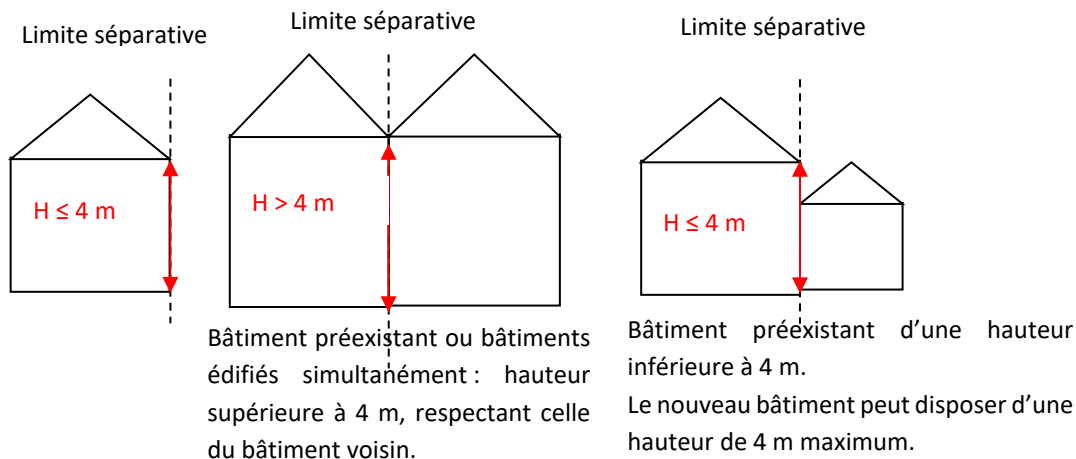 Limite séparative
Limite séparative
Limite séparative
H ≤ 4 m
H > 4 m
H ≤ 4 m
Bâtiment préexistant ou bâtiments
édifiés simultanément : hauteur
supérieure à 4 m, respectant celle
du bâtiment voisin.
Bâtiment préexistant d’une hauteur
inférieure à 4 m.
Le nouveau bâtiment peut disposer d’une
hauteur de 4 m maximum.